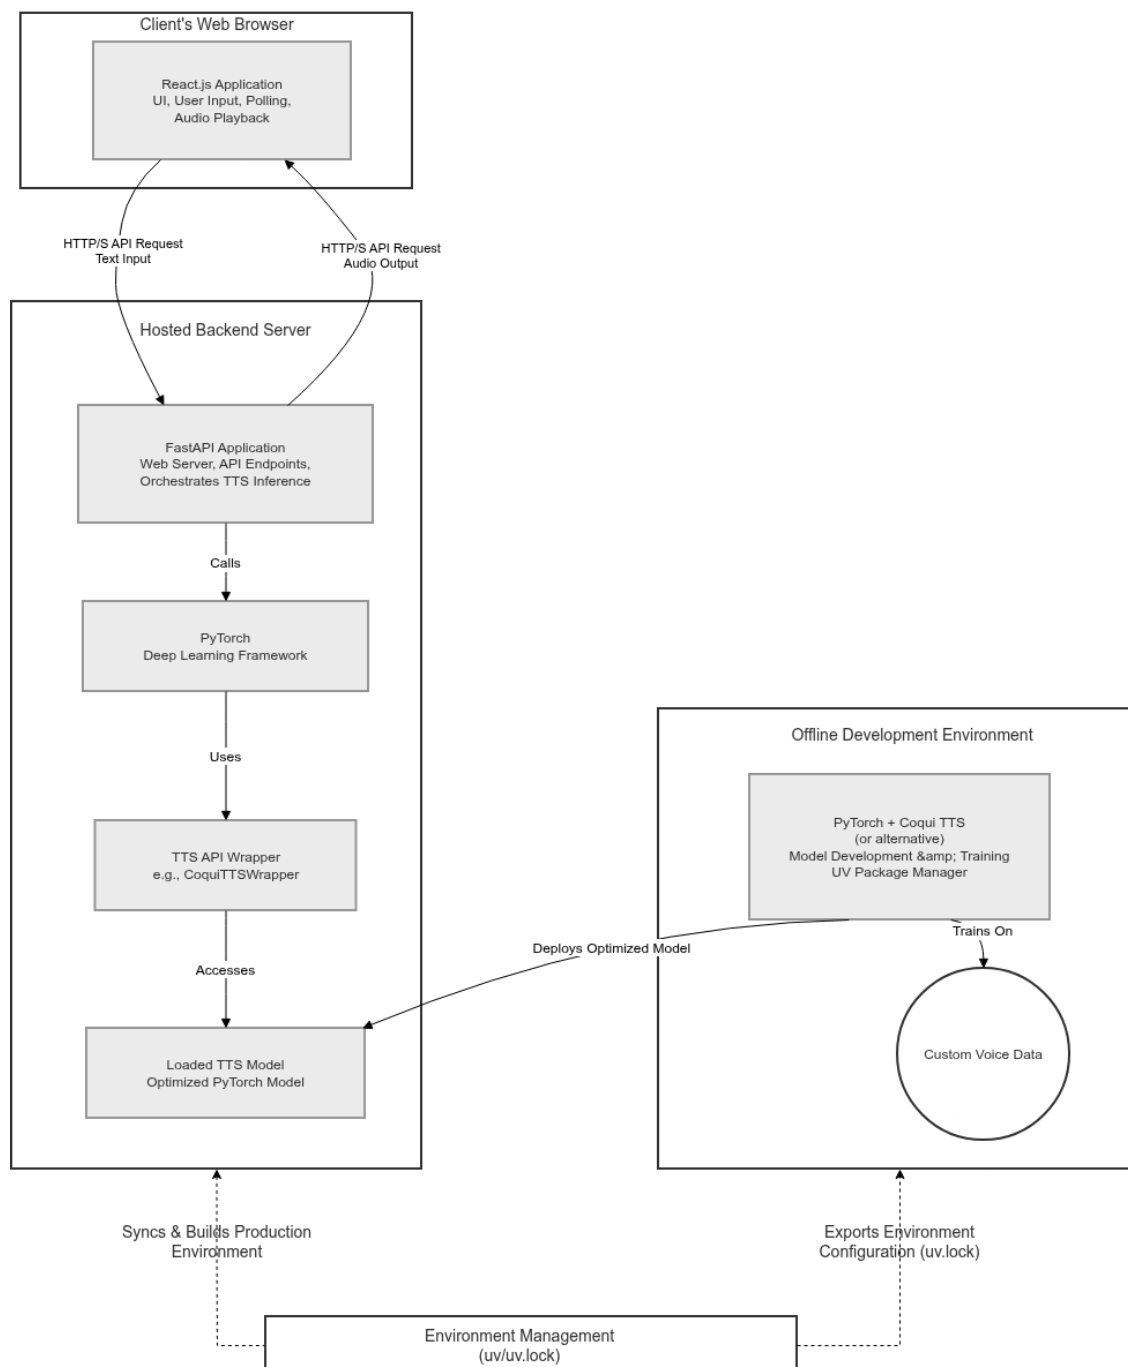 Client's Web Browser
React.js Application
UI, User Input, Polling,
Audio Playback
HTTP/S API Request
Text Input
HTTP/S API Request
Audio Output
Hosted Backend Server
FastAPI Application
Web Server, API Endpoints,
Orchestrates TTS Inference
Calls
PyTorch
Deep Learning Framework
Uses
TTS API Wrapper
e.g., CoquiTTSWrapper
Accesses
Loaded TTS Model
Optimized PyTorch Model
Offline Development Environment
PyTorch + Coqui TTS
(or alternative)
Model Development &amp; Training
UV Package Manager
Deploys Optimized Model
Trains On
Custom Voice Data
Syncs & Builds Production
Environment
Exports Environment
Configuration (uv.lock)
Environment Management
(uv/uv.lock)